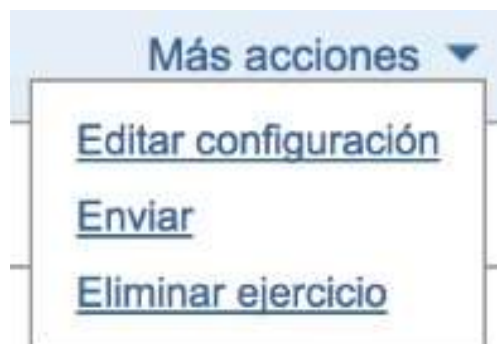 Más acciones
Editar configuración
Enviar
Eliminar ejercicio